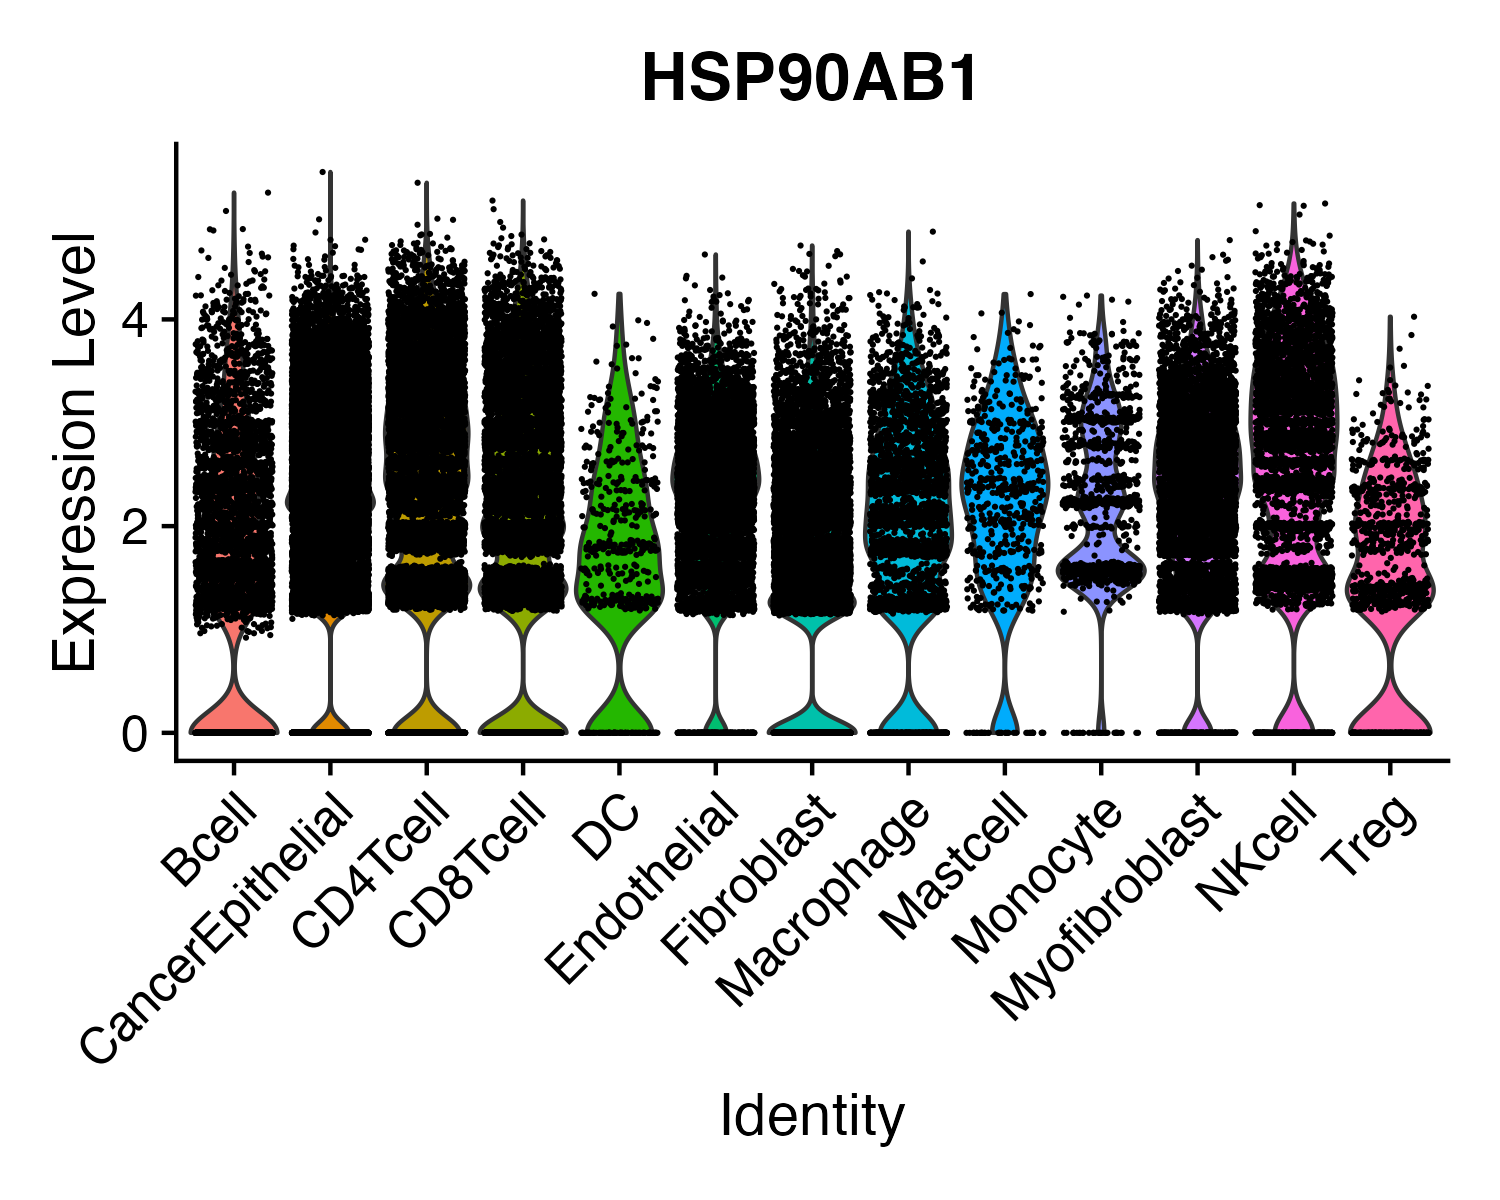 HSP90AB1
Expression Level
4
2
0
Bcell
CancerEpithelial
CD4Tcell
CD8Tcell
DC
Endothelial
Fibroblast
Macrophage
Mastcell
Monocyte
Myofibroblast
NKcell
Treg
Identity